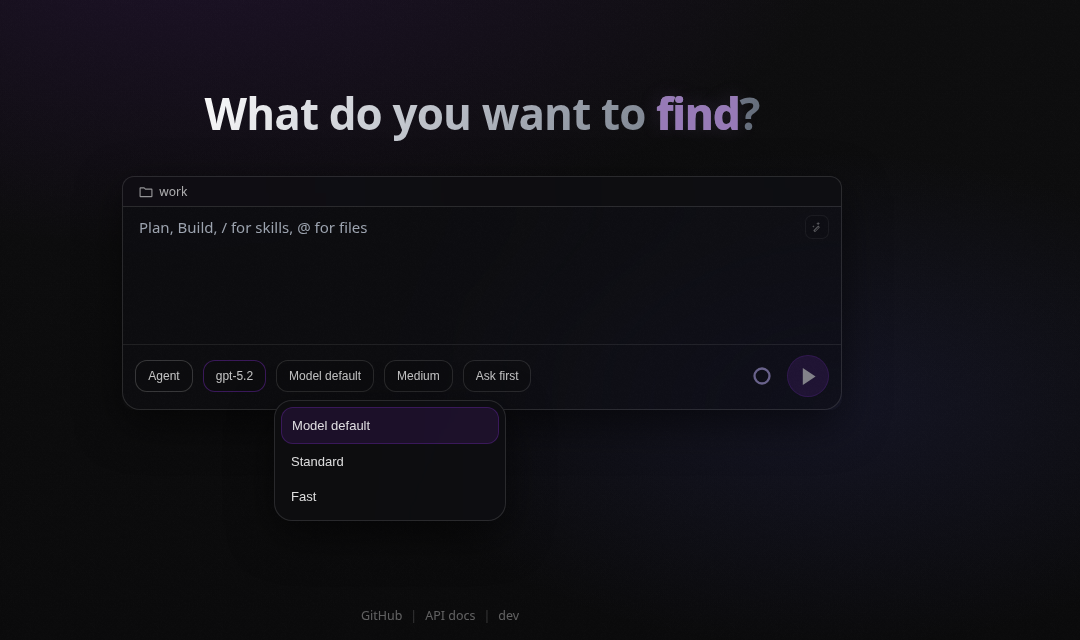 What do you want to find?
work
Plan, Build, / for skills, @ for files
Agent gpt-5.2 Model default Medium Ask first
Model default
Standard
Fast
GitHub | API docs | dev